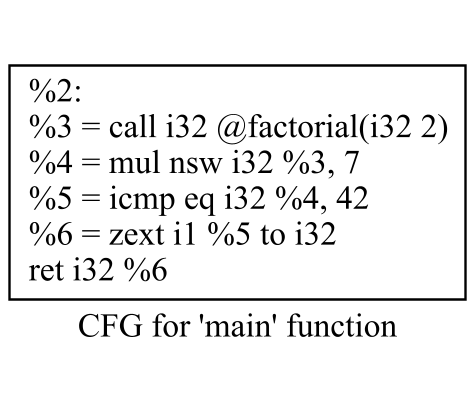 %2:
%3 = call i32 @factorial(i32 2)
%4 = mul nsw i32 %3, 7
%5 = icmp eq i32 %4, 42
%6 = zext i1 %5 to i32
ret i32 %6
CFG for 'main' function